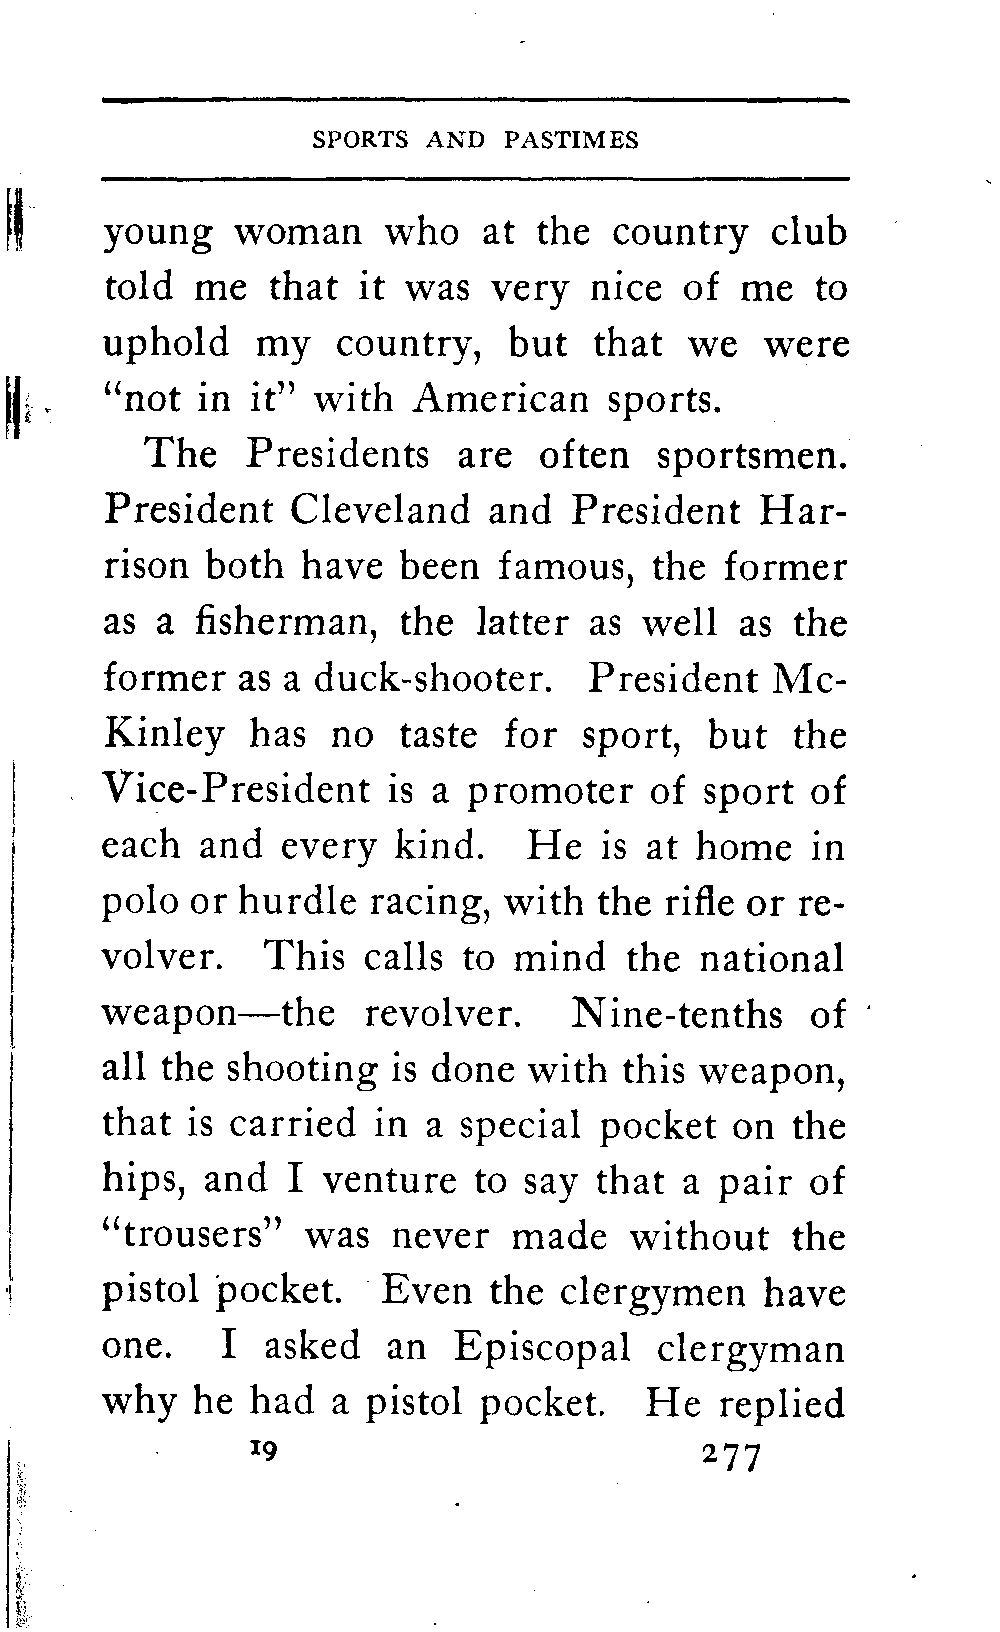 SPORTS AND PASTIMES
young woman who at the country club
told me that it was very nice of me to
uphold my country, but that we were
“not in it” with American sports.
The Presidents are often sportsmen.
President Cleveland and President Har-
rison both have been famous, the former
as a fisherman, the latter as well as the
former as a duck-shooter. President Mc-
Kinley has no taste for sport, but the
Vice-President is a promoter of sport of
each and every kind. He is at home in
polo or hurdle racing, with the rifle or re-
volver. This calls to mind the national
weapon—the revolver. Nine-tenths of
all the shooting is done with this weapon,
that is carried in a special pocket on the
hips, and I venture to say that a pair of
“trousers” was never made without the
pistol pocket. Even the clergymen have
one. I asked an Episcopal clergyman
why he had a pistol pocket. He replied
19 277